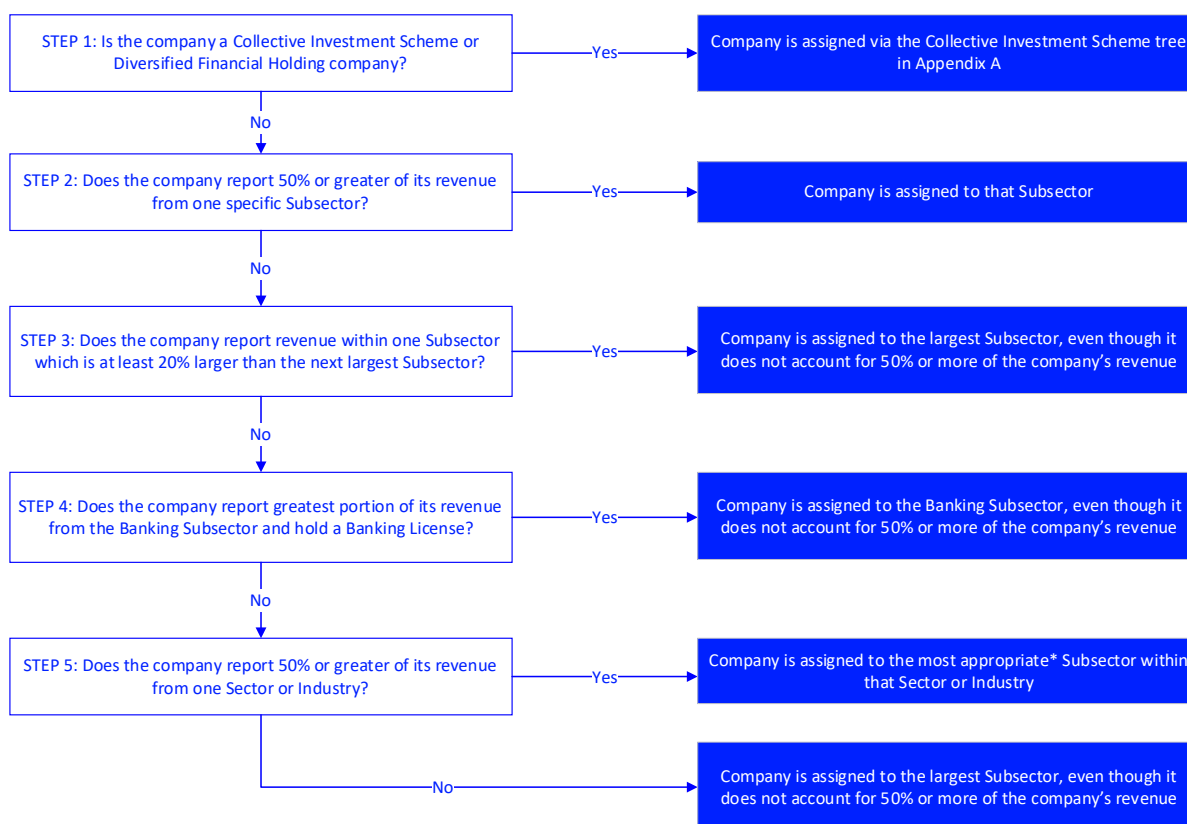 STEP 1: Is the company a Collective Investment Scheme or
Diversified Financial Holding company?
Yes
Company is assigned via the Collective Investment Scheme tree
in Appendix A
No
STEP 2: Does the company report 50% or greater of its revenue
from one specific Subsector?
Yes
Company is assigned to that Subsector
No
STEP 3: Does the company report revenue within one Subsector
which is at least 20% larger than the next largest Subsector?
Yes
Company is assigned to the largest Subsector, even though it
does not account for 50% or more of the company’s revenue
No
STEP 4: Does the company report greatest portion of its revenue
from the Banking Subsector and hold a Banking License?
Yes
Company is assigned to the Banking Subsector, even though it
does not account for 50% or more of the company’s revenue
No
STEP 5: Does the company report 50% or greater of its revenue
from one Sector or Industry?
Yes
Company is assigned to the most appropriate* Subsector within
that Sector or Industry
No
Company is assigned to the largest Subsector, even though it
does not account for 50% or more of the company’s revenue